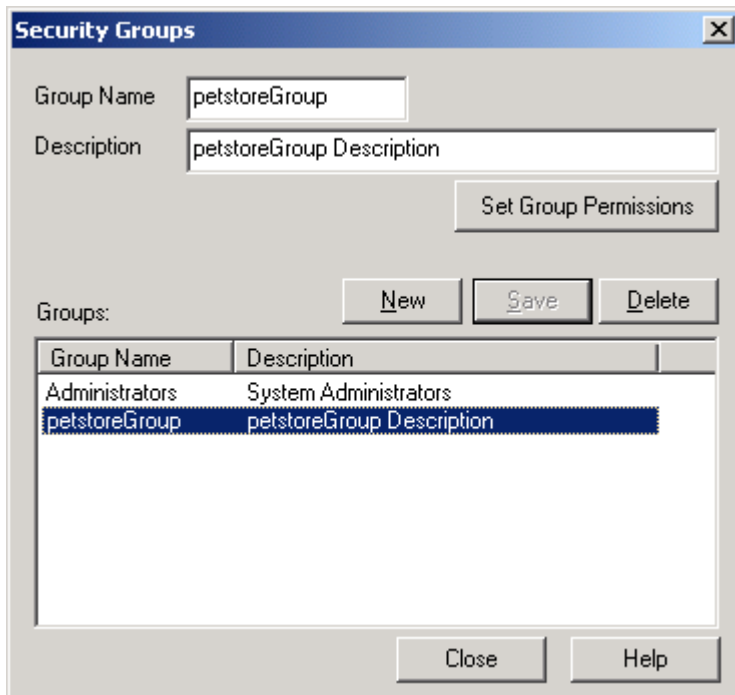 Security Groups
Group Name petstoreGroup
Description petstoreGroup Description
Set Group Permissions
Groups: New Save Delete
Group Name Description
Administrators System Administrators
petstoreGroup petstoreGroup Description
Close Help